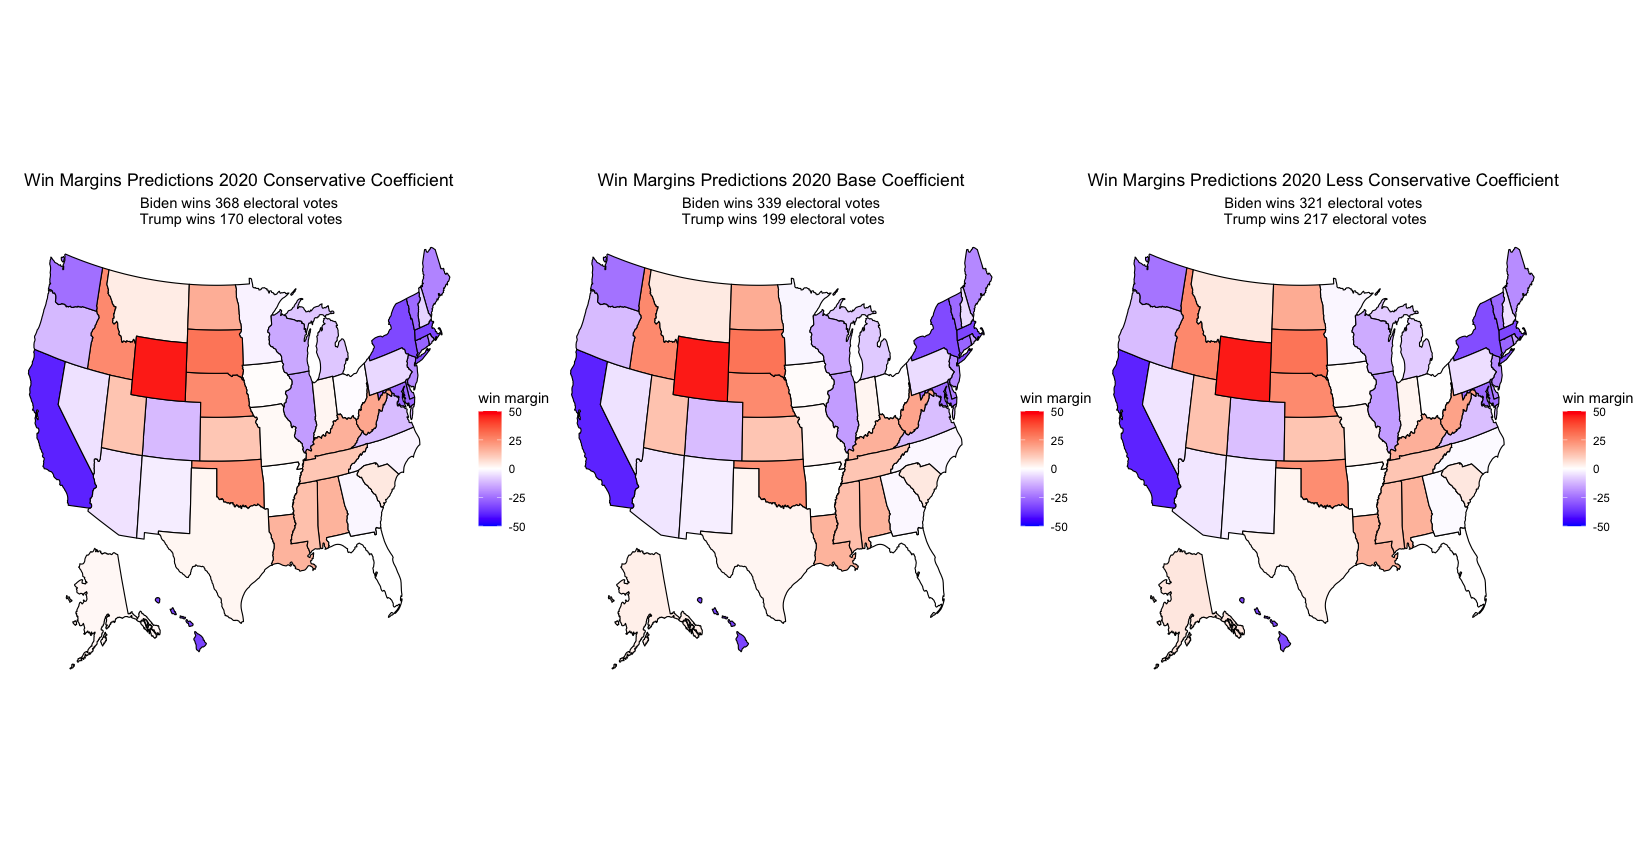 Win Margins Predictions 2020 Conservative Coefficient
Biden wins 368 electoral votes
Trump wins 170 electoral votes
win margin
50
25
0
-25
-50
Win Margins Predictions 2020 Base Coefficient
Biden wins 339 electoral votes
Trump wins 199 electoral votes
win margin
50
25
0
-25
-50
Win Margins Predictions 2020 Less Conservative Coefficient
Biden wins 321 electoral votes
Trump wins 217 electoral votes
win margin
50
25
0
-25
-50